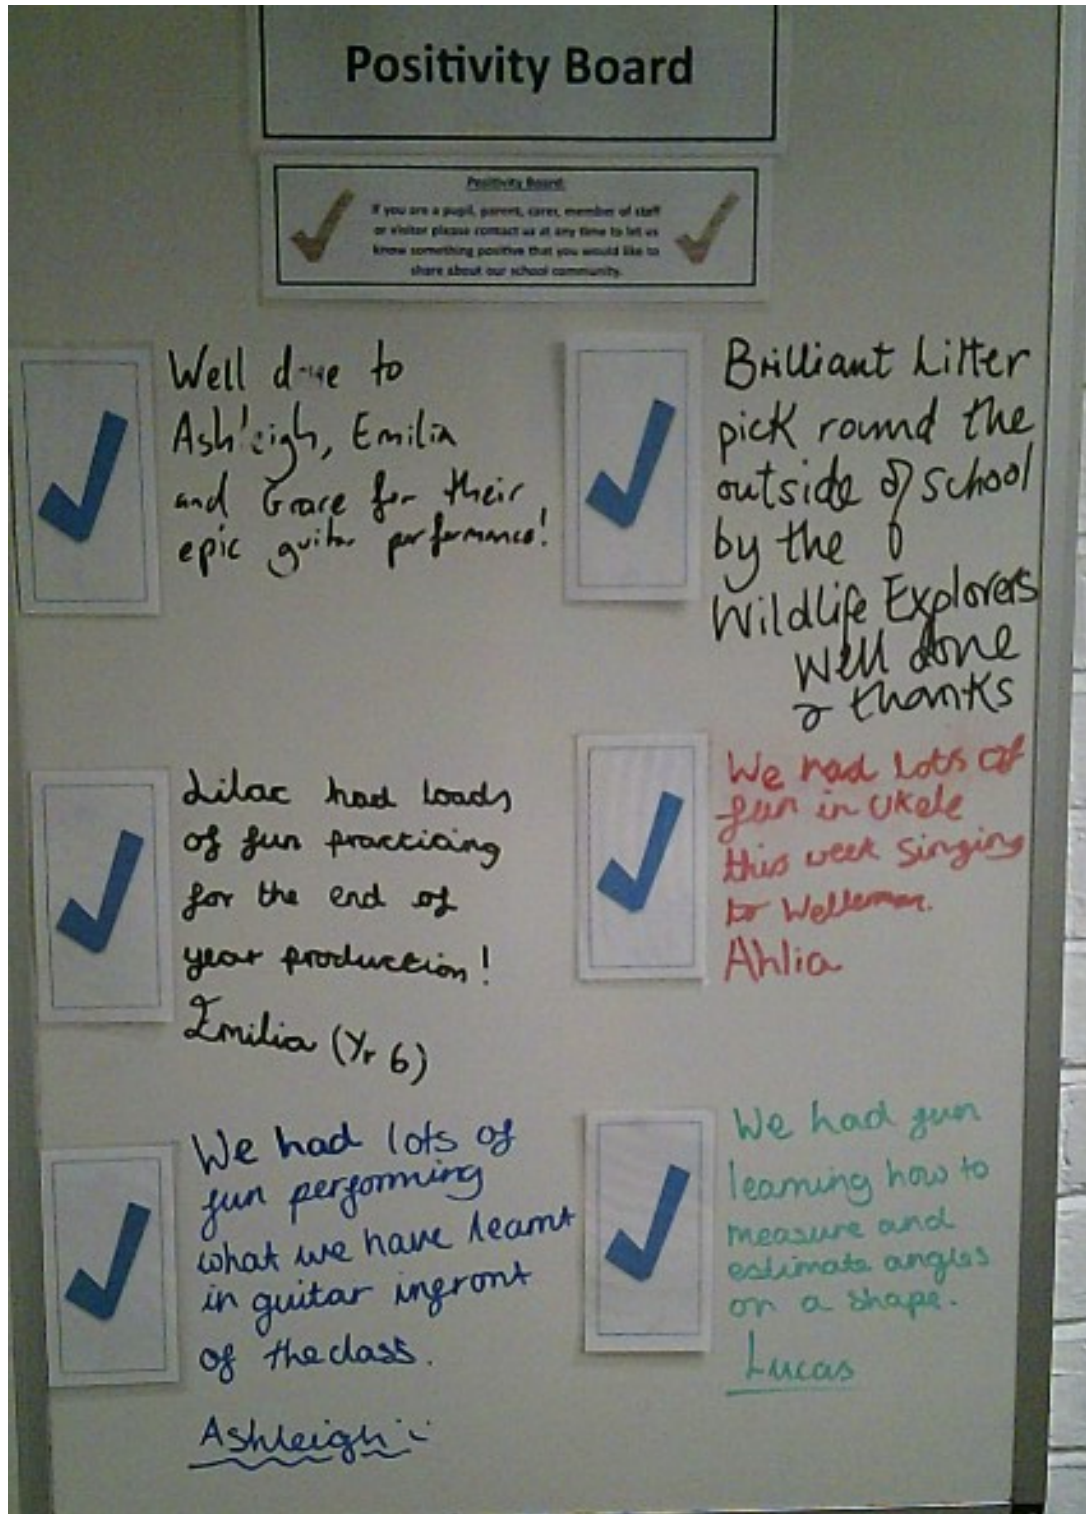 Positivity Board
Positivity Board:
If you are a pupil, parent, carer, member of staff
or visitor please contact us at any time to let us
know something positive that you would like to
share about our school community.
Well done to
Ashleigh, Emilia
and Grace for their
epic guitar performance!
Brilliant Litter
pick round the
outside of school
by the
Wildlife Explorers
Well done
& thanks
Lilac had loads
of fun practicing
for the end of
year production!
Emilia (Yr 6)
We had lots of
fun in Ukele
this week singing
to Wellerman.
Ahlia
We had lots of
fun performing
what we have learnt
in guitar infront
of the class.
Ashleigh
We had fun
learning how to
measure and
estimate angles
on a shape.
Lucas